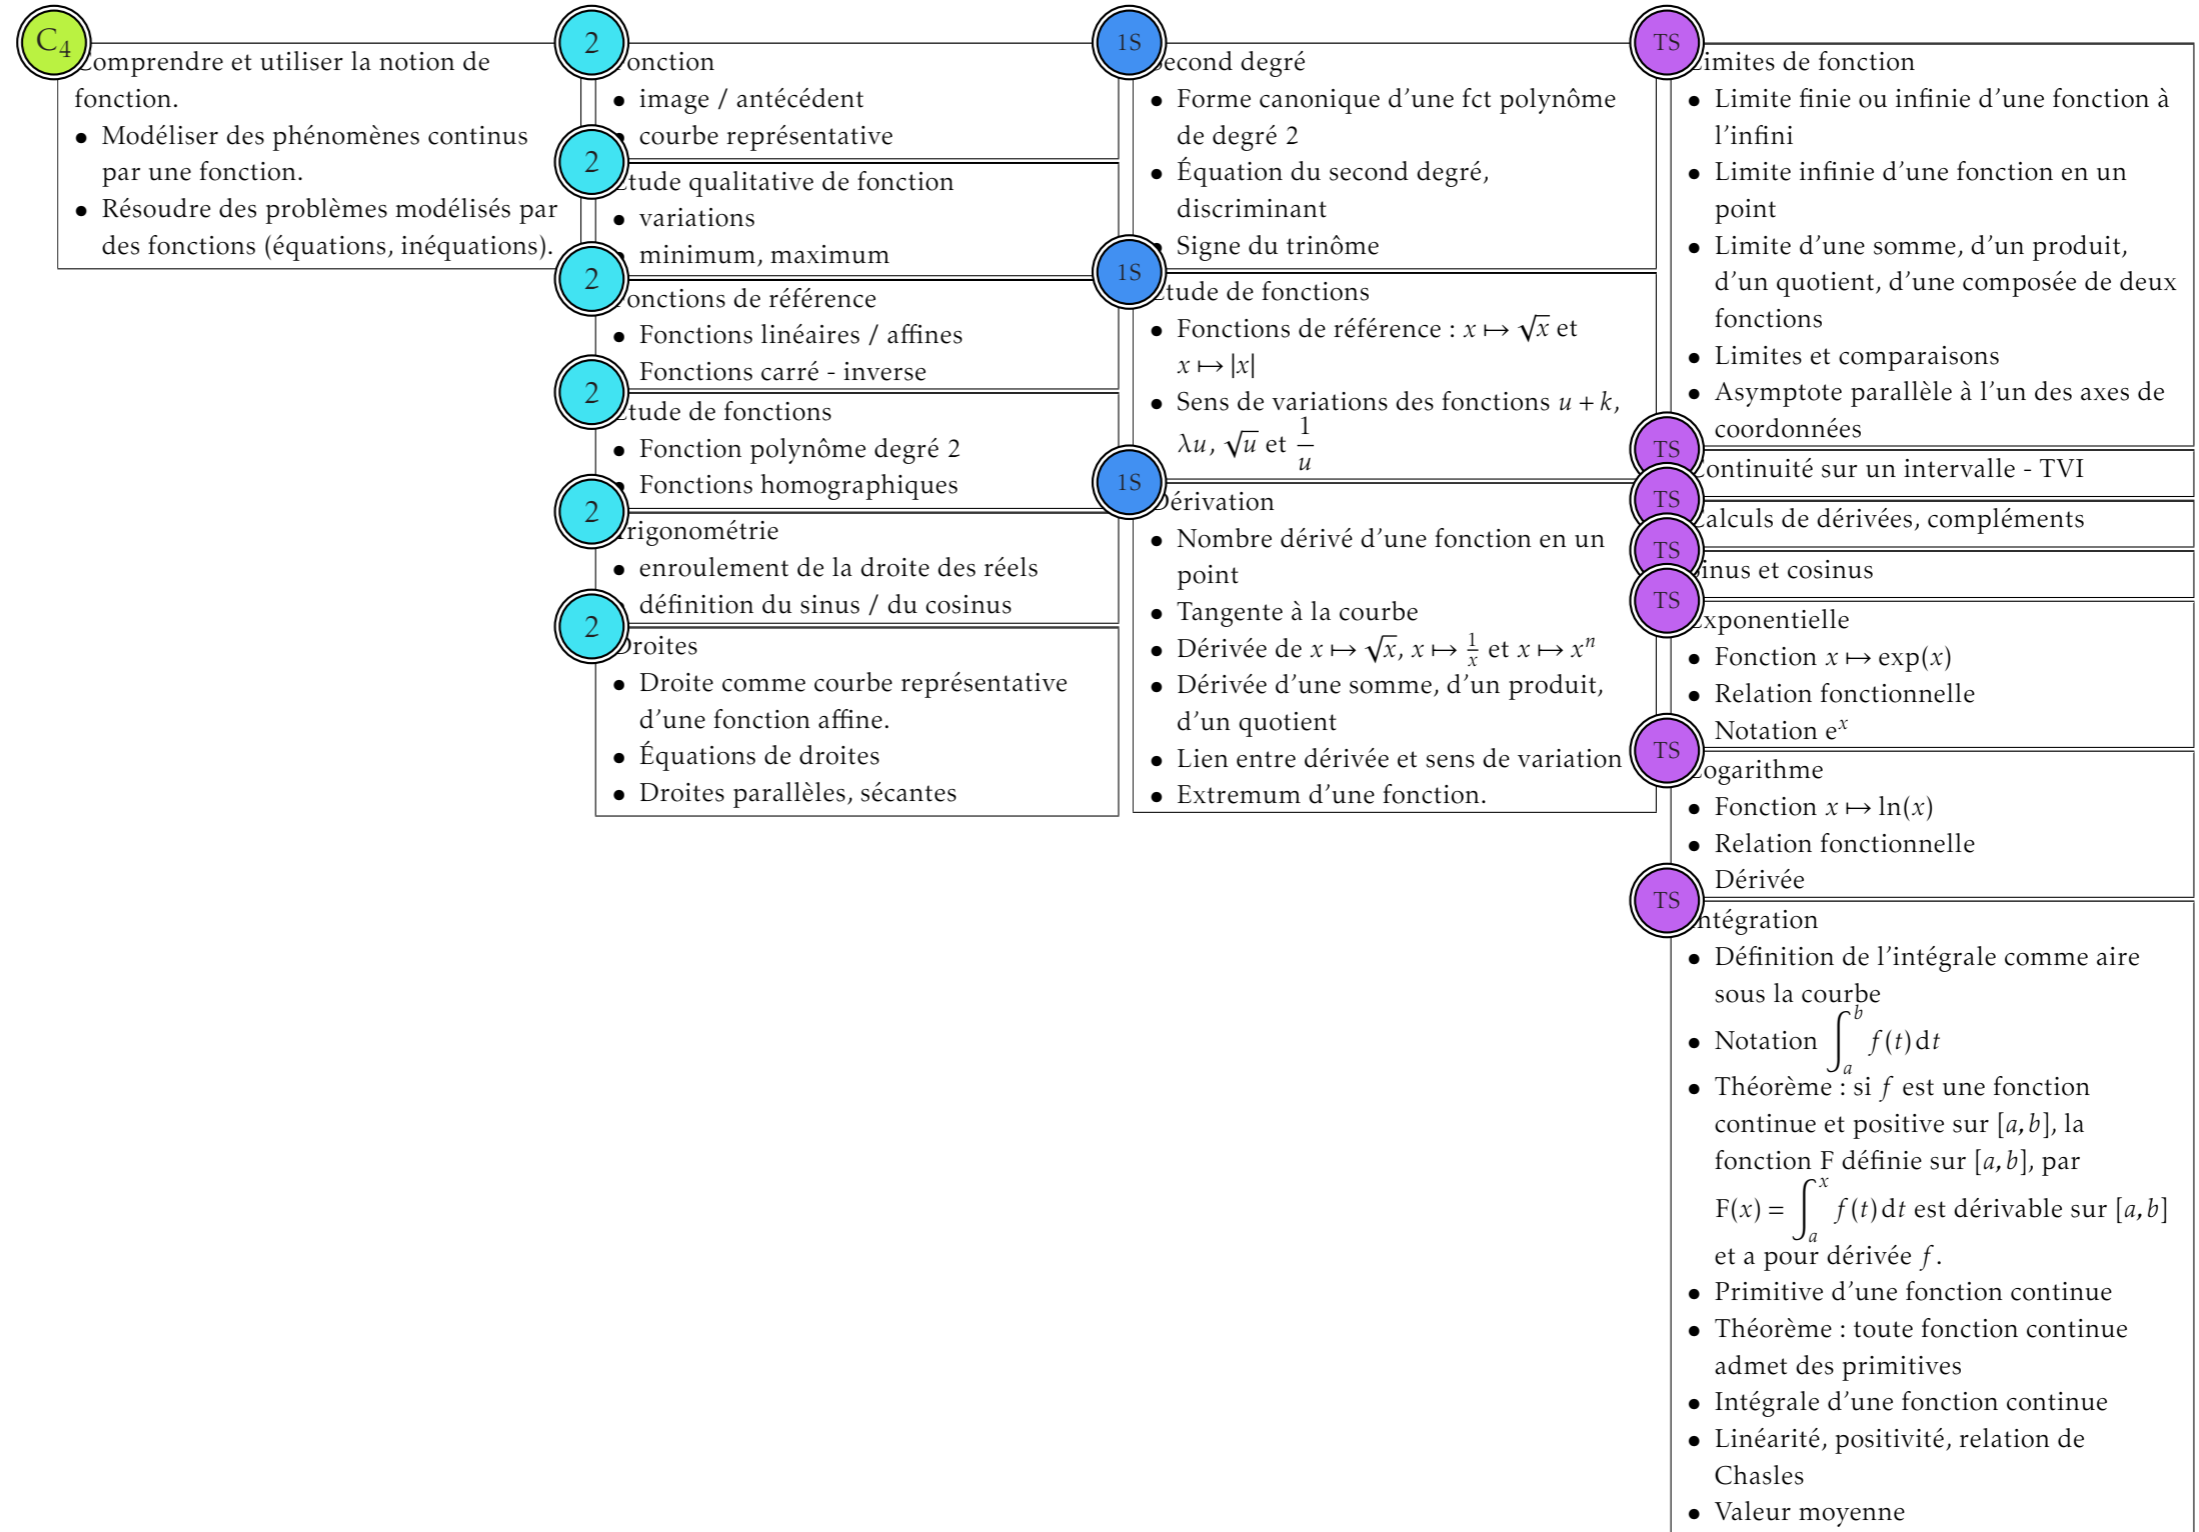 C4
Comprendre et utiliser la notion de
fonction.
• Modéliser des phénomènes continus
par une fonction.
• Résoudre des problèmes modélisés par
des fonctions (équations, inéquations).
2
Fonction
• image / antécédent
• courbe représentative
2
Étude qualitative de fonction
• variations
• minimum, maximum
2
Fonctions de référence
• Fonctions linéaires / affines
Fonctions carré - inverse
2
Étude de fonctions
• Fonction polynôme degré 2
• Fonctions homographiques
2
Trigonométrie
• enroulement de la droite des réels
• définition du sinus / du cosinus
2
Droites
• Droite comme courbe représentative
d'une fonction affine.
• Équations de droites
• Droites parallèles, sécantes
1S
Second degré
• Forme canonique d'une fct polynôme
de degré 2
• Équation du second degré,
discriminant
• Signe du trinôme
1S
Étude de fonctions
• Fonctions de référence : x ↦ √x et
x ↦ |x|
• Sens de variations des fonctions u + k,
λu, √u et 1/u
1S
Dérivation
• Nombre dérivé d'une fonction en un
point
• Tangente à la courbe
• Dérivée de x ↦ √x, x ↦ 1/x et x ↦ xⁿ
• Dérivée d'une somme, d'un produit,
d'un quotient
• Lien entre dérivée et sens de variation
• Extremum d'une fonction.
TS
Limites de fonction
• Limite finie ou infinie d'une fonction à
l'infini
• Limite infinie d'une fonction en un
point
• Limite d'une somme, d'un produit,
d'un quotient, d'une composée de deux
fonctions
• Limites et comparaisons
• Asymptote parallèle à l'un des axes de
coordonnées
TS
Continuité sur un intervalle - TVI
TS
Calculs de dérivées, compléments
TS
Sinus et cosinus
TS
Exponentielle
• Fonction x ↦ exp(x)
• Relation fonctionnelle
Notation eˣ
TS
Logarithme
• Fonction x ↦ ln(x)
• Relation fonctionnelle
Dérivée
TS
Intégration
• Définition de l'intégrale comme aire
sous la courbe
• Notation ∫ₐᵇ f(t) dt
• Théorème : si f est une fonction
continue et positive sur [a,b], la
fonction F définie sur [a,b], par
F(x) = ∫ₐˣ f(t) dt est dérivable sur [a,b]
et a pour dérivée f.
• Primitive d'une fonction continue
• Théorème : toute fonction continue
admet des primitives
• Intégrale d'une fonction continue
• Linéarité, positivité, relation de
Chasles
• Valeur moyenne